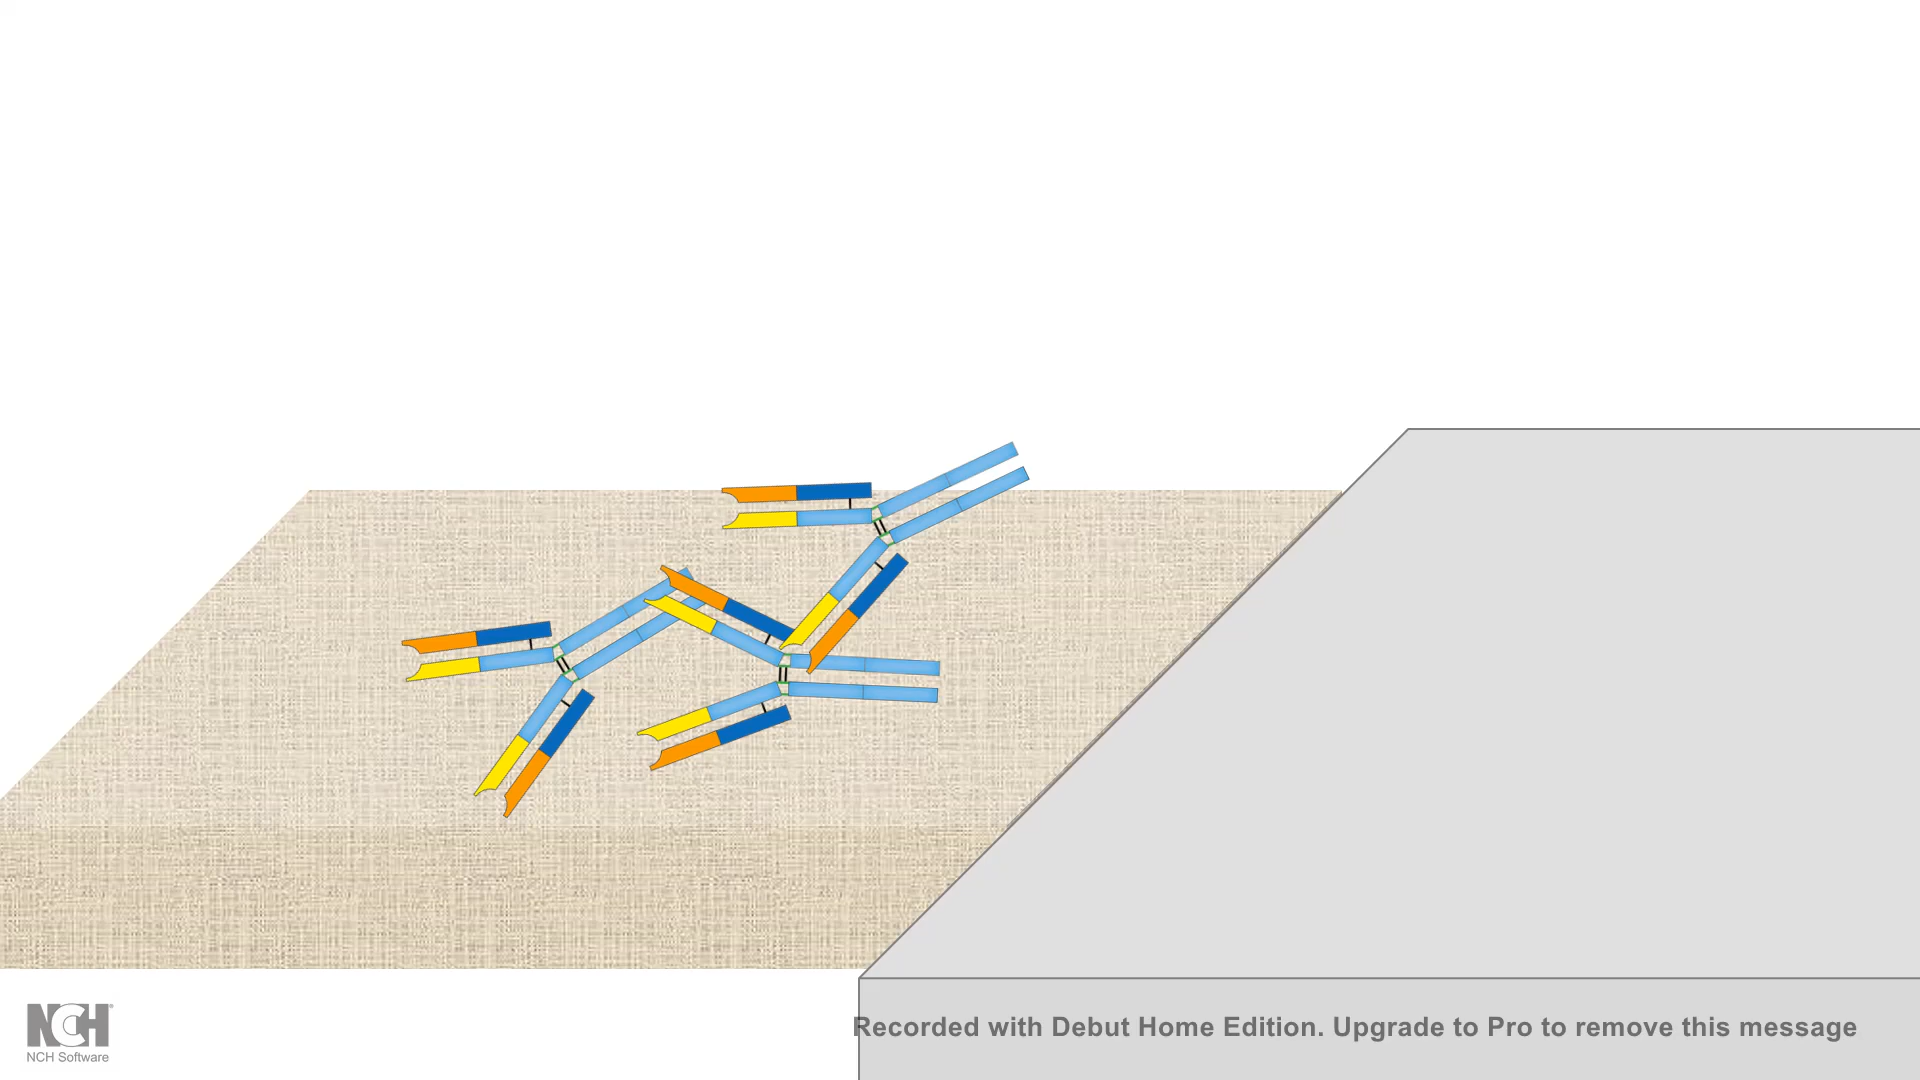 NCH®
NCH Software
Recorded with Debut Home Edition. Upgrade to Pro to remove this message